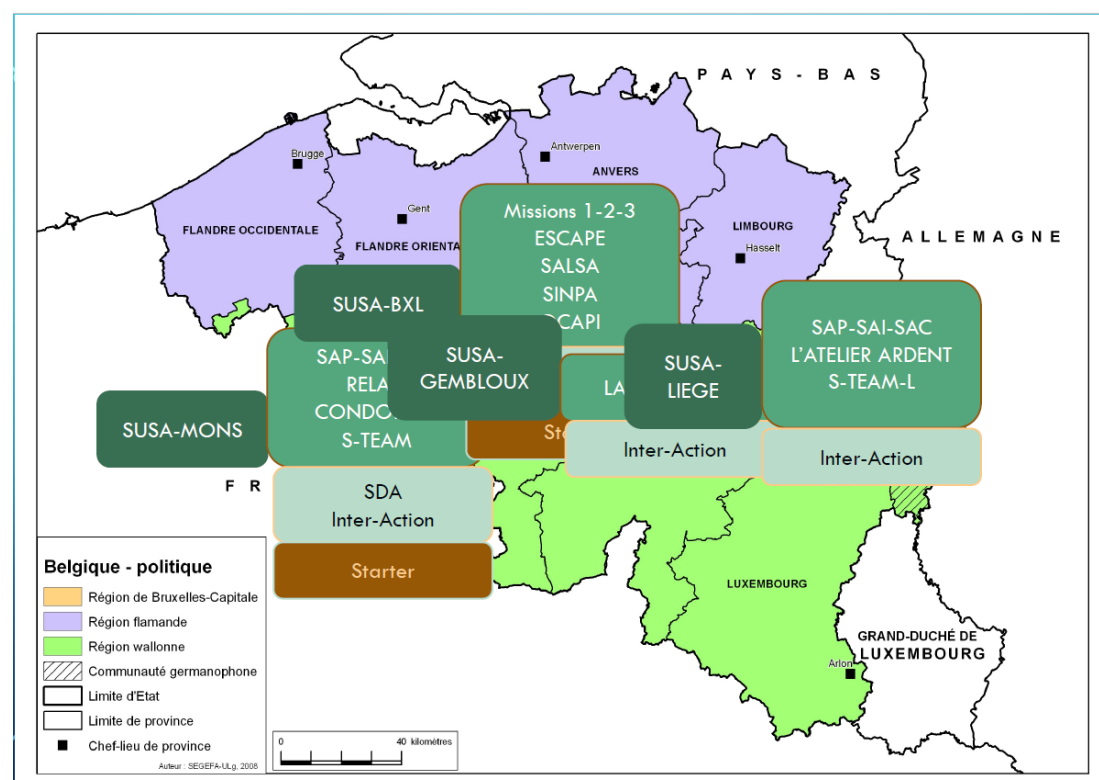 PAYS-BAS
Brugge
Antwerpen
ANVERS
Gent
FLANDRE OCCIDENTALE
FLANDRE ORIENTA
LIMBOURG
Hasselt
ALLEMAGNE
Missions 1-2-3
ESCAPE
SALSA
SINPA
SUSA-BXL
SUSA-
GEMBLOUX
SUSA-
LIEGE
SAP-SAI-SAC
L'ATELIER ARDENT
S-TEAM-L
Inter-Action
SUSA-MONS
RELA
S-TEAM
LA
Inter-Action
FR
SDA
Inter-Action
Starter
LUXEMBOURG
GRAND-DUCHÉ DE
LUXEMBOURG
Arlon
Belgique - politique
Région de Bruxelles-Capitale
Région flamande
Région wallonne
Communauté germanophone
Limite d'Etat
Limite de province
Chef-lieu de province
Auteur : SEGEFA-ULg, 2008
0 40 kilomètres